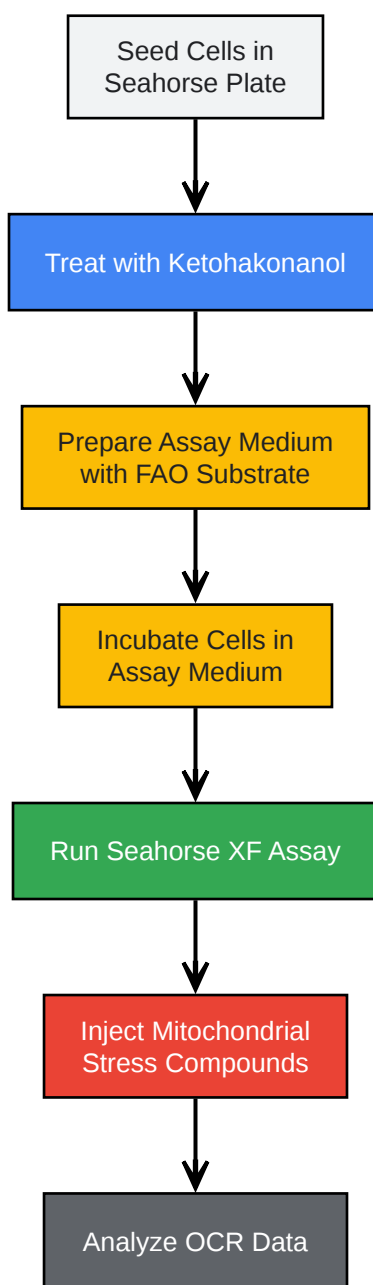 Seed Cells in
Seahorse Plate
Treat with Ketohakonanol
Prepare Assay Medium
with FAO Substrate
Incubate Cells in
Assay Medium
Run Seahorse XF Assay
Inject Mitochondrial
Stress Compounds
Analyze OCR Data